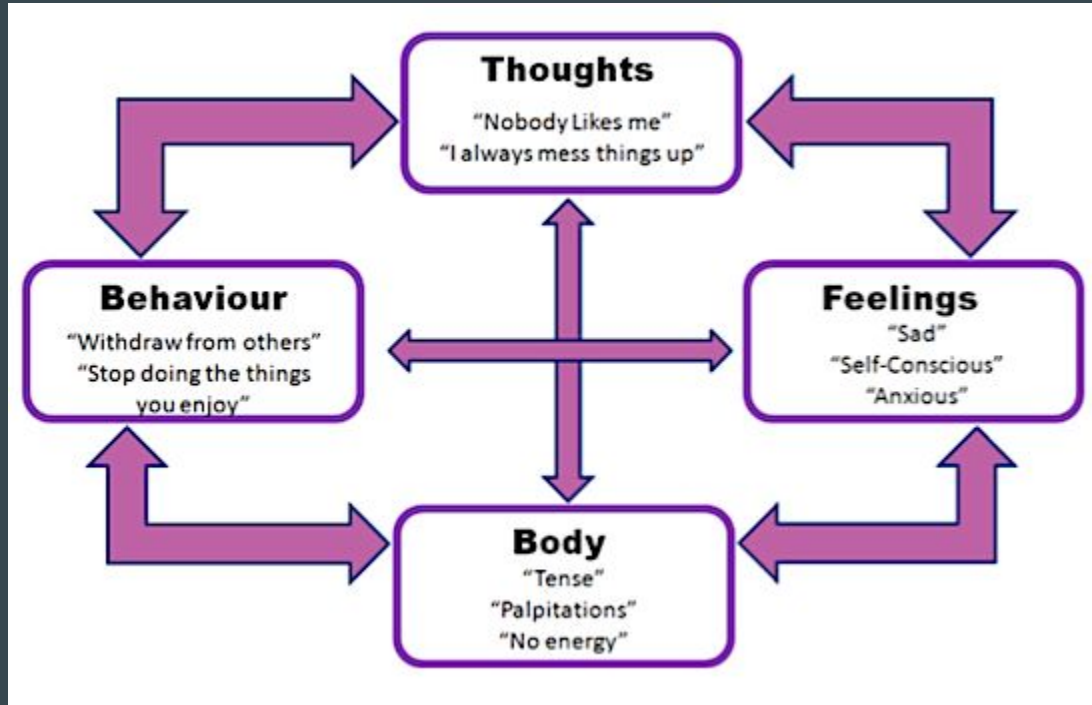 Thoughts
“Nobody Likes me”
“I always mess things up”
Behaviour
“Withdraw from others”
“Stop doing the things
you enjoy”
Feelings
“Sad”
“Self-Conscious”
“Anxious”
Body
“Tense”
“Palpitations”
“No energy”